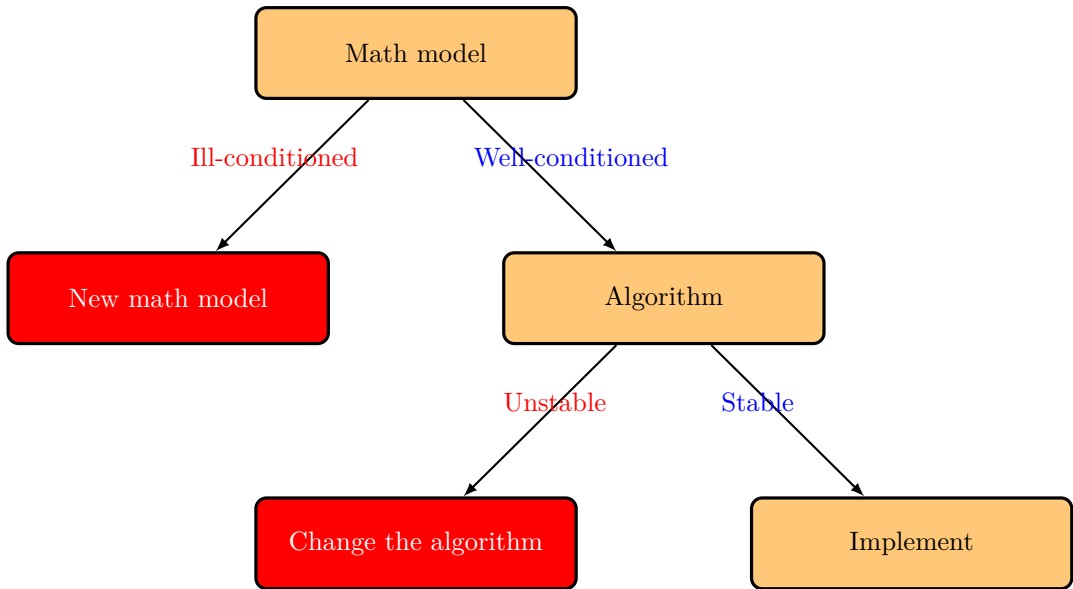 Math model
Ill-conditioned
Well-conditioned
New math model
Algorithm
Unstable
Stable
Change the algorithm
Implement